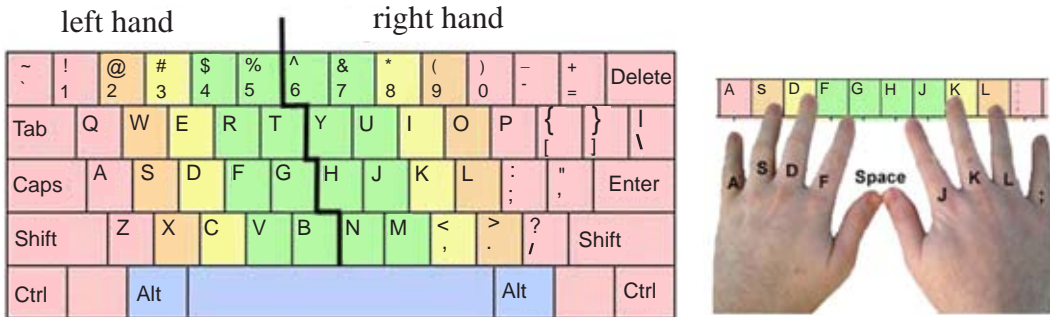 left hand right hand
~ ! @ # $ % ^ & * ( ) _ + Delete
` 1 2 3 4 5 6 7 8 9 0 - =
Tab Q W E R T Y U I O P { } |
[ ] \
Caps A S D F G H J K L : " Enter
; ,
Shift Z X C V B N M < > ? Shift
, . /
Ctrl Alt Alt Ctrl
A S D F G H J K L :
;
A S D F Space J K L ;